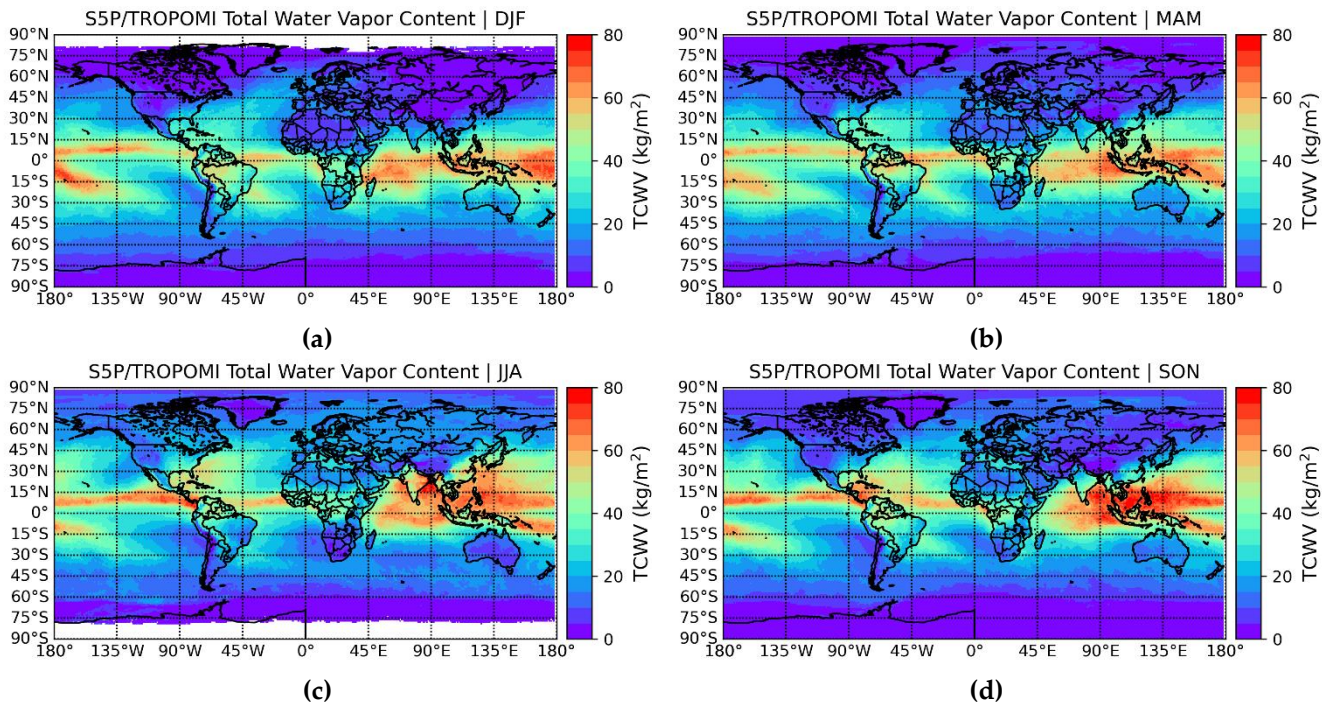 S5P/TROPOMI Total Water Vapor Content | DJF
90°N
75°N
60°N
45°N
30°N
15°N
0°
15°S
30°S
45°S
60°S
75°S
90°S
180° 135°W 90°W 45°W 0° 45°E 90°E 135°E 180°
80
60
40
20
0
TCWV (kg/m²)
(a)
S5P/TROPOMI Total Water Vapor Content | MAM
90°N
75°N
60°N
45°N
30°N
15°N
0°
15°S
30°S
45°S
60°S
75°S
90°S
180° 135°W 90°W 45°W 0° 45°E 90°E 135°E 180°
80
60
40
20
0
TCWV (kg/m²)
(b)
S5P/TROPOMI Total Water Vapor Content | JJA
90°N
75°N
60°N
45°N
30°N
15°N
0°
15°S
30°S
45°S
60°S
75°S
90°S
180° 135°W 90°W 45°W 0° 45°E 90°E 135°E 180°
80
60
40
20
0
TCWV (kg/m²)
(c)
S5P/TROPOMI Total Water Vapor Content | SON
90°N
75°N
60°N
45°N
30°N
15°N
0°
15°S
30°S
45°S
60°S
75°S
90°S
180° 135°W 90°W 45°W 0° 45°E 90°E 135°E 180°
80
60
40
20
0
TCWV (kg/m²)
(d)